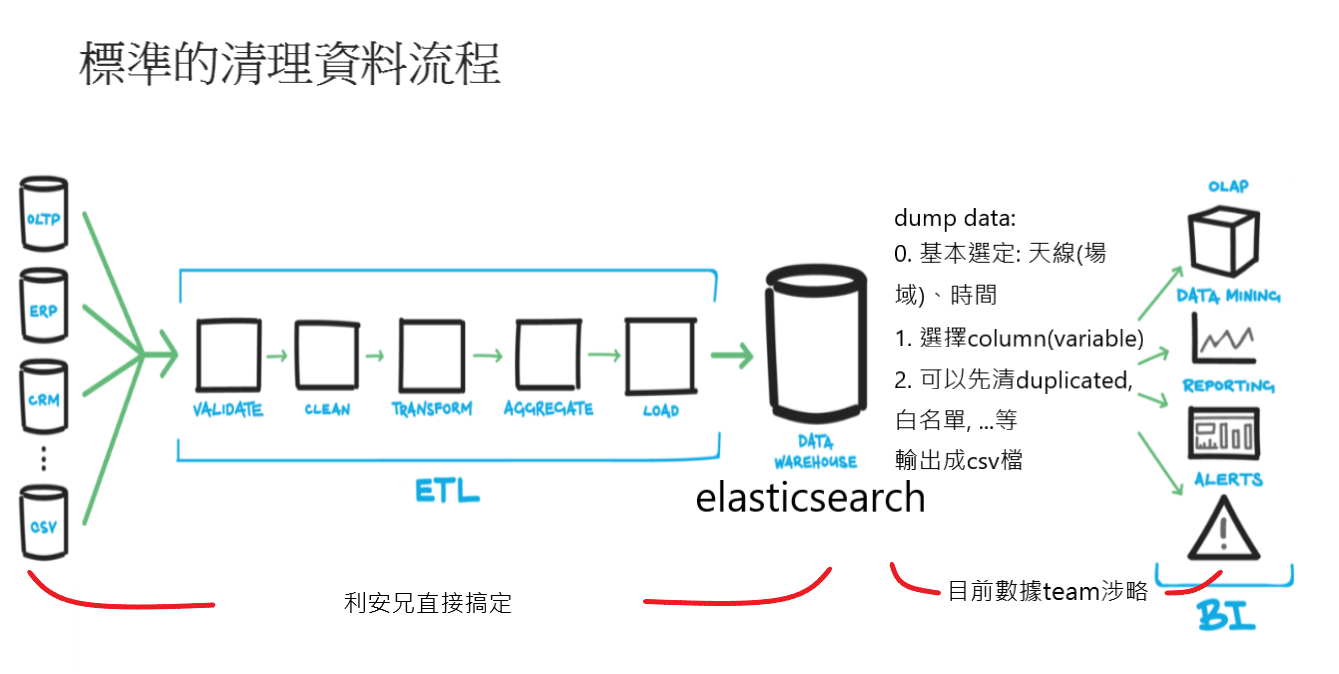 標準的清理資料流程
OLTP
ERP
CRM
CSV
VALIDATE
CLEAN
TRANSFORM
AGGREGATE
LOAD
ETL
DATA
WAREHOUSE
elasticsearch
dump data:
0. 基本選定: 天線(場
域)、時間
1. 選擇column(variable)
2. 可以先清duplicated,
白名單, ...等
輸出成csv檔
OLAP
DATA MINING
REPORTING
ALERTS
BI
利安兄直接搞定
目前數據team涉略